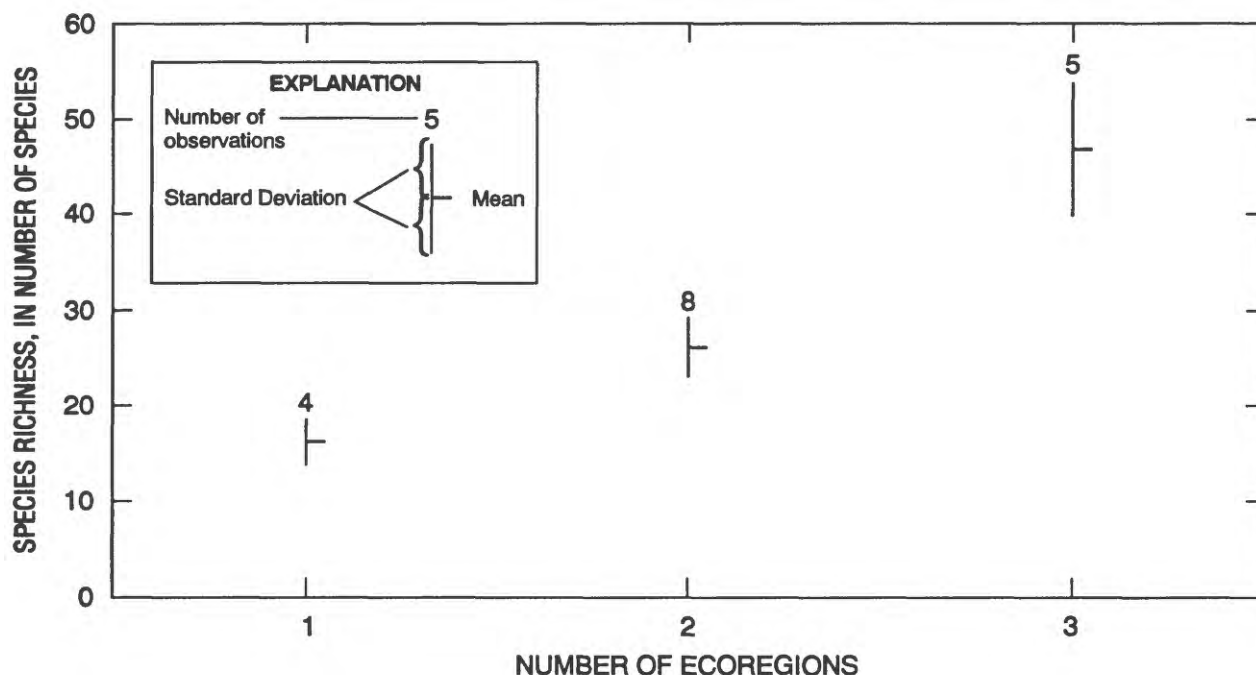 SPECIES RICHNESS, IN NUMBER OF SPECIES
60
50
40
30
20
10
0
EXPLANATION
Number of
observations
5
Standard Deviation
Mean
4
8
5
1
2
3
NUMBER OF ECOREGIONS